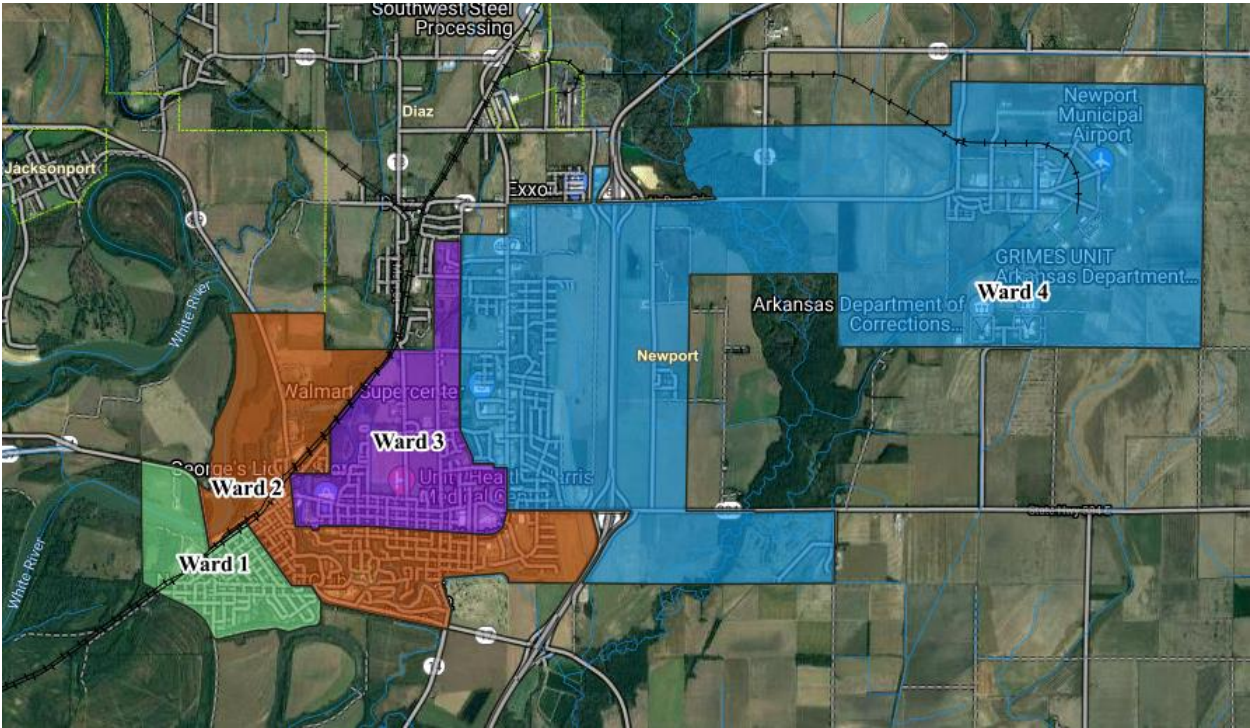 Southwest Steel
Processing
Diaz
Newport
Municipal
Airport
Jacksonport
Exxon
GRIMES UNIT
Arkansas Department...
Ward 4
Arkansas Department of
Corrections...
White River
Newport
Walmart Supercenter
Ward 3
Ward 2
Ward 1
White River